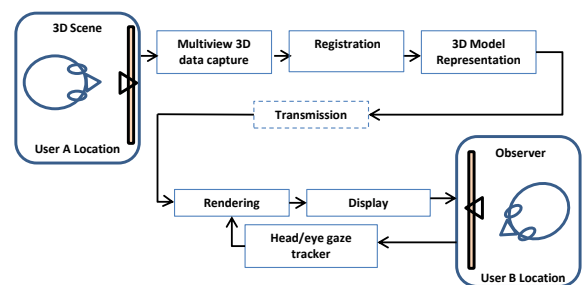 3D Scene
User A Location
Multiview 3D
data capture
Registration
3D Model
Representation
Transmission
Rendering
Display
Head/eye gaze
tracker
Observer
User B Location